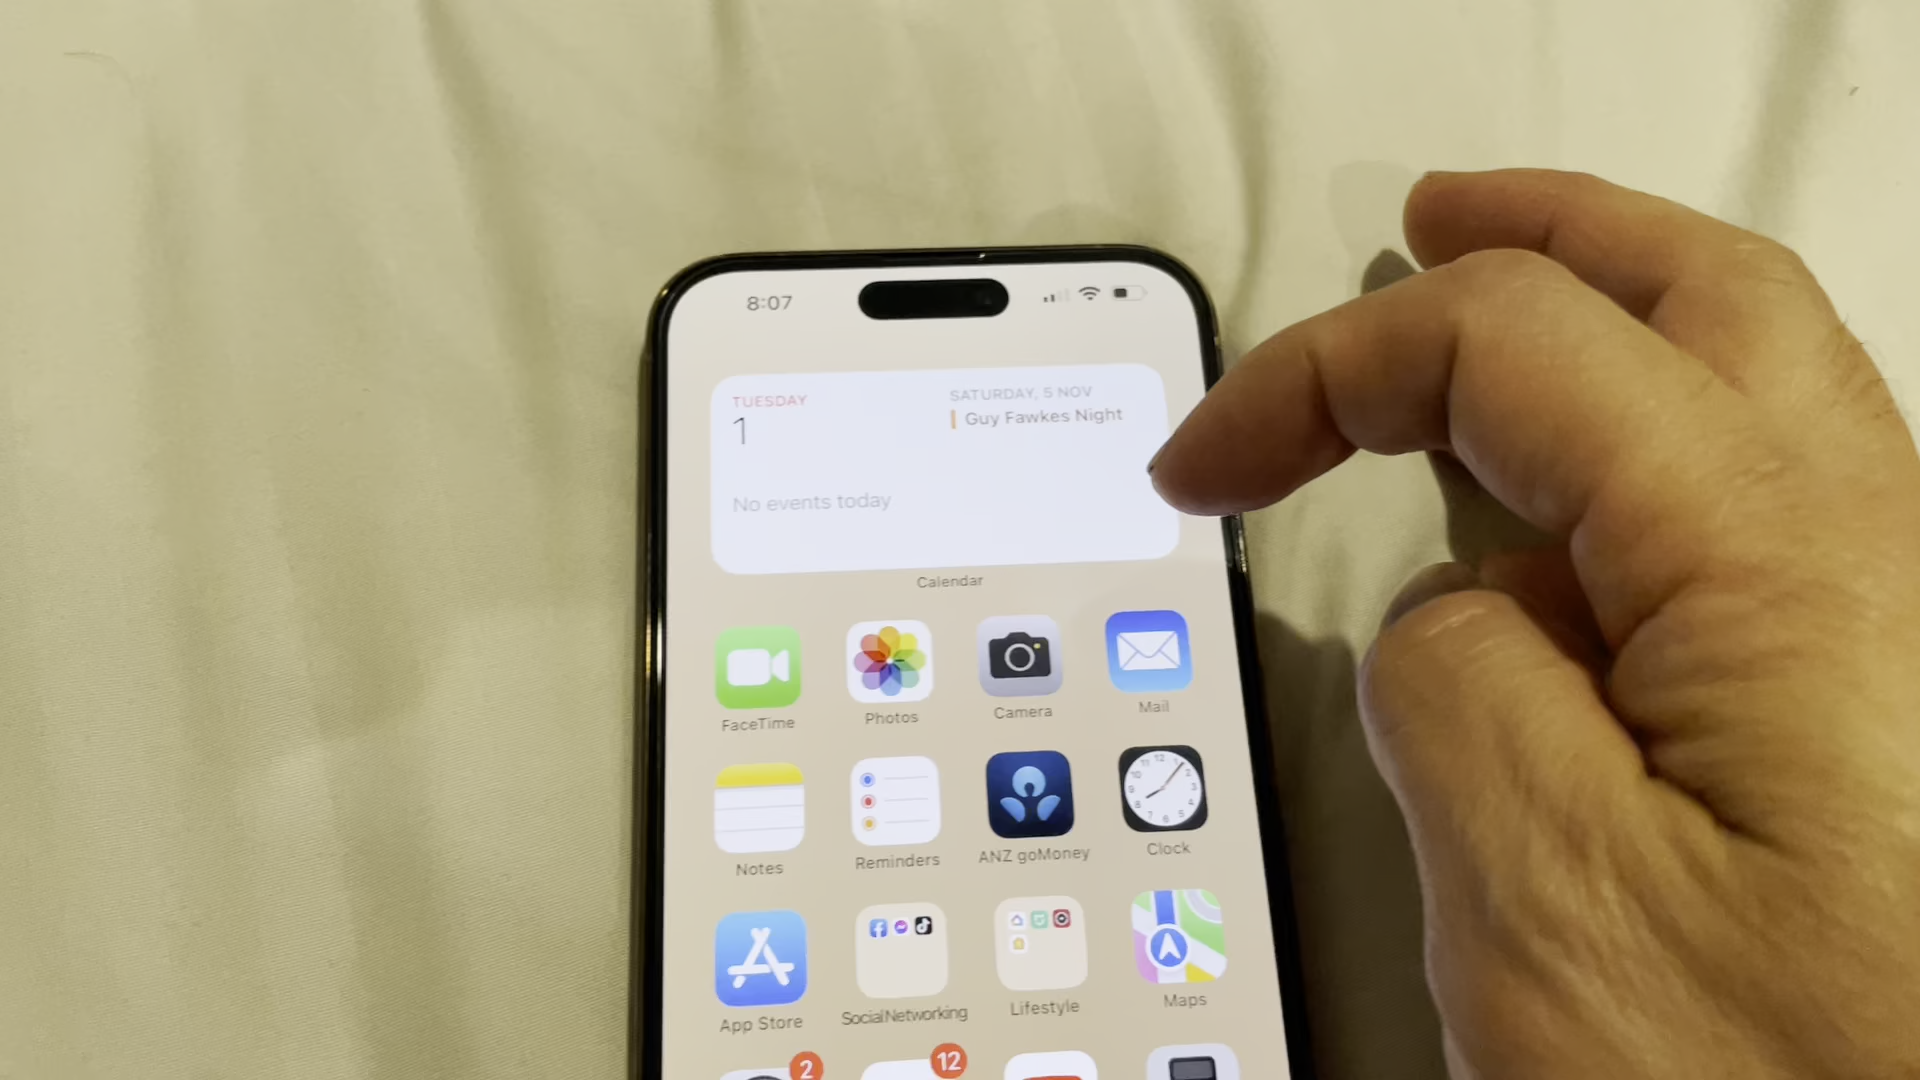 8:07
TUESDAY
1
No events today
SATURDAY, 5 NOV
Guy Fawkes Night
Calendar
FaceTime
Photos
Camera
Mail
Notes
Reminders
ANZ goMoney
Clock
App Store
SocialNetworking
Lifestyle
Maps
2
12